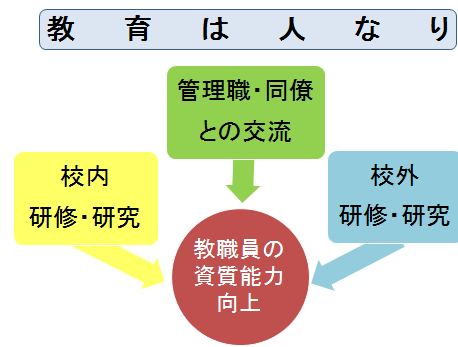 教育は人なり
管理職・同僚
との交流
校内
研修・研究
校外
研修・研究
教職員の
資質能力
向上